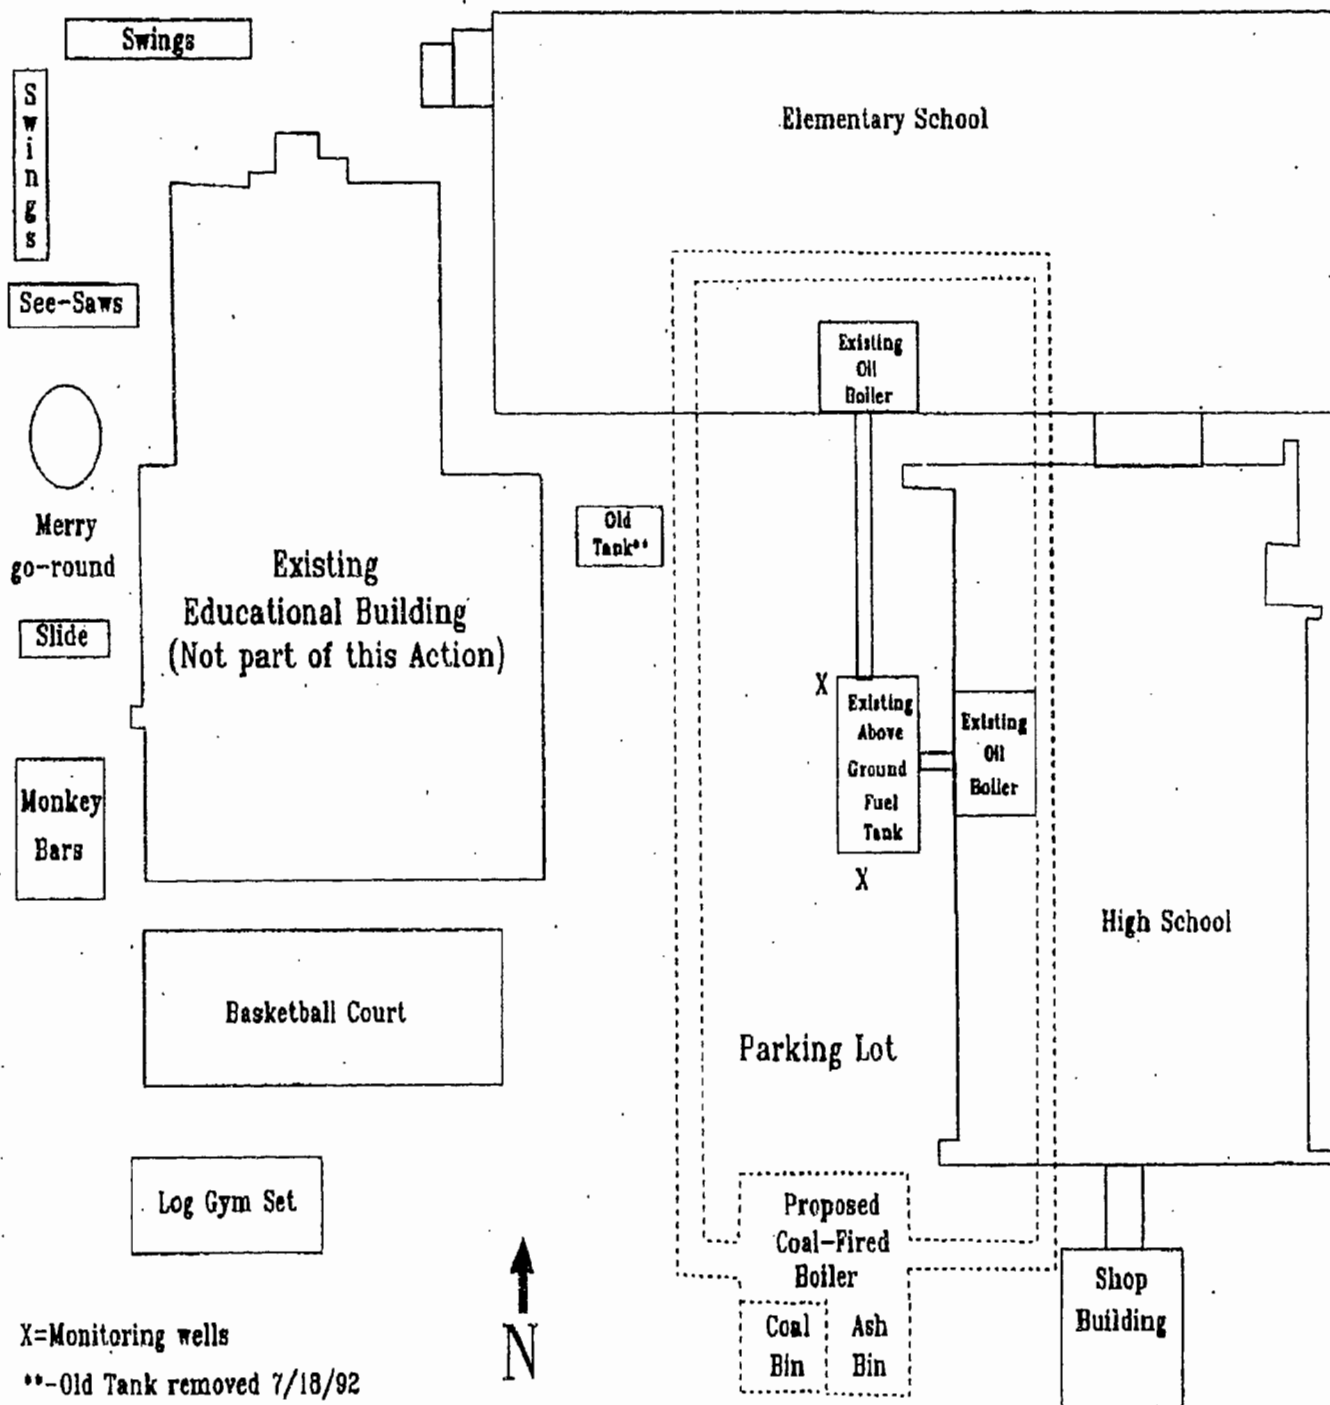 Swings
Swings
Elementary School
See-Saws
Existing
Oil
Boiler
Merry
go-round
Old
Tank**
Existing
Educational Building
(Not part of this Action)
Slide
X
Existing
Above
Ground
Fuel
Tank
Existing
Oil
Boiler
Monkey
Bars
X
High School
Basketball Court
Parking Lot
Log Gym Set
Proposed
Coal-Fired
Boiler
Shop
Building
Coal
Bin
Ash
Bin
N
X=Monitoring wells
**-Old Tank removed 7/18/92